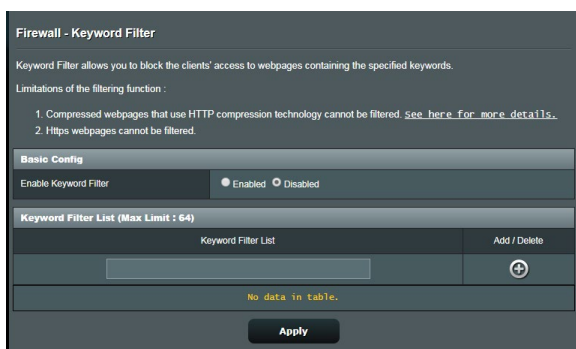 Firewall - Keyword Filter
Keyword Filter allows you to block the clients' access to webpages containing the specified keywords.
Limitations of the filtering function :
1. Compressed webpages that use HTTP compression technology cannot be filtered. See here for more details.
2. Https webpages cannot be filtered.
Basic Config
Enable Keyword Filter Enabled Disabled
Keyword Filter List (Max Limit : 64)
Keyword Filter List Add / Delete
No data in table.
Apply